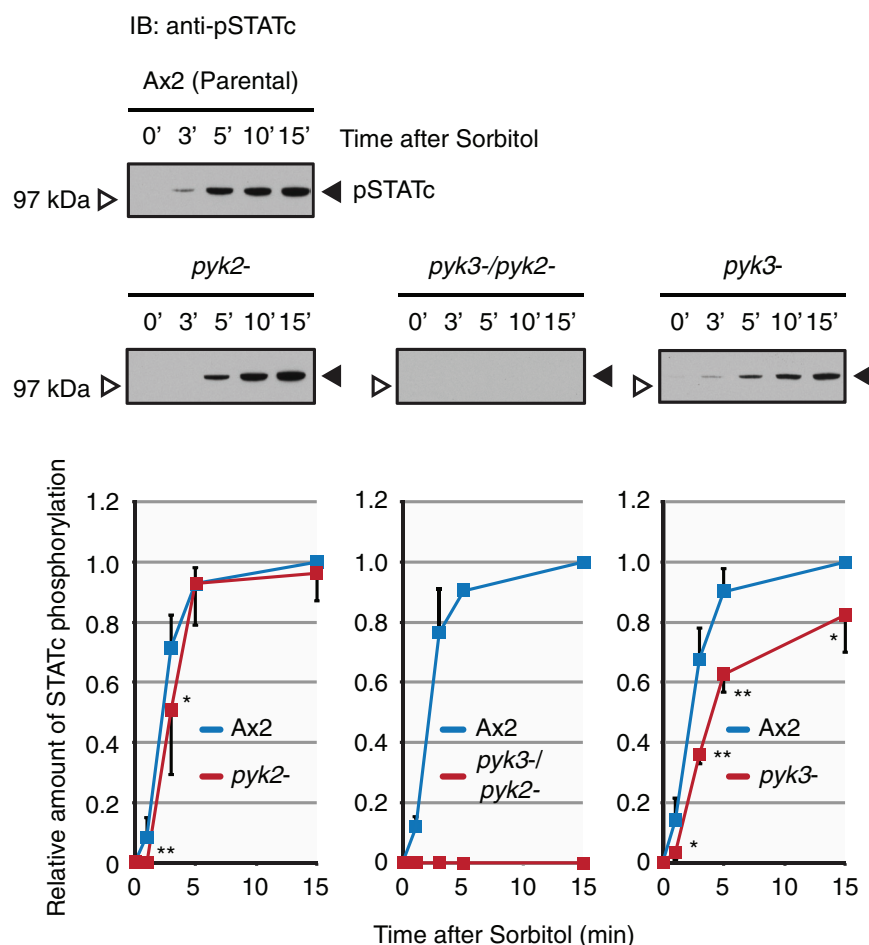 IB: anti-pSTATc
Ax2 (Parental)
0' 3' 5' 10' 15' Time after Sorbitol
97 kDa pSTATc
pyk2- pyk3-/pyk2- pyk3-
0' 3' 5' 10' 15' 0' 3' 5' 10' 15' 0' 3' 5' 10' 15'
97 kDa
Relative amount of STATc phosphorylation
1.2
1.0
0.8
0.6
0.4
0.2
0
*
**
Ax2
pyk2-
0 5 10 15
1.2
1.0
0.8
0.6
0.4
0.2
0
Ax2
pyk3-/
pyk2-
0 5 10 15
1.2
1.0
0.8
0.6
0.4
0.2
0
*
**
**
*
Ax2
pyk3-
0 5 10 15
Time after Sorbitol (min)